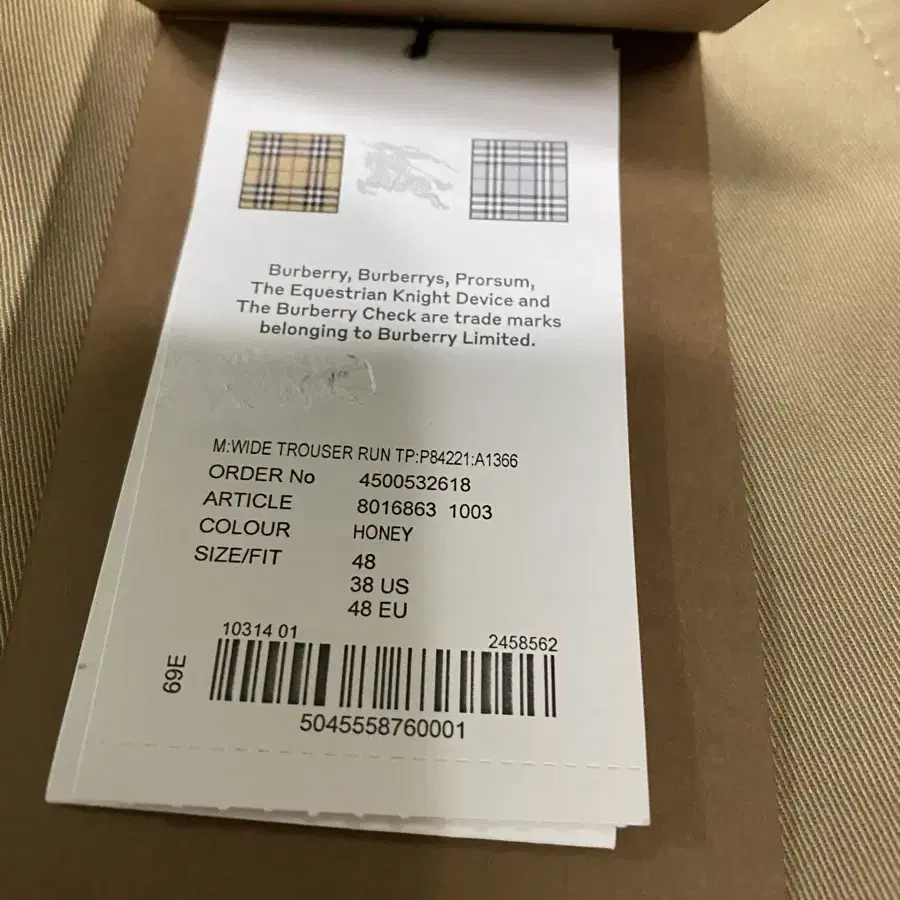 Burberry, Burberrys, Prorsum,
The Equestrian Knight Device and
The Burberry Check are trade marks
belonging to Burberry Limited.
M:WIDE TROUSER RUN TP:P84221:A1366
ORDER No 4500532618
ARTICLE 8016863 1003
COLOUR HONEY
SIZE/FIT 48
38 US
48 EU
10314 01 2458562
69E
5045558760001